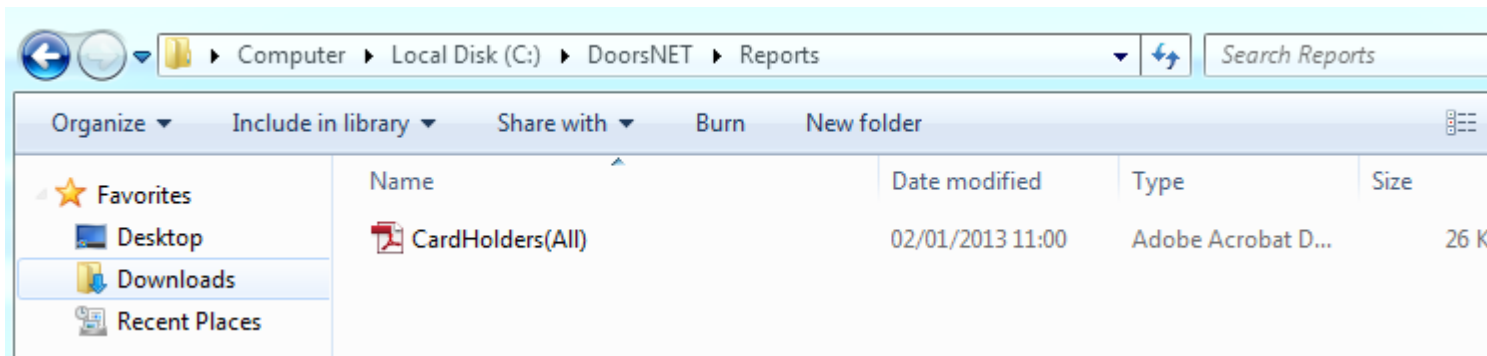 Computer Local Disk (C:) DoorsNET Reports Search Reports
Organize Include in library Share with Burn New folder
Favorites Name Date modified Type Size
Desktop CardHolders(All) 02/01/2013 11:00 Adobe Acrobat D... 26 K
Downloads
Recent Places